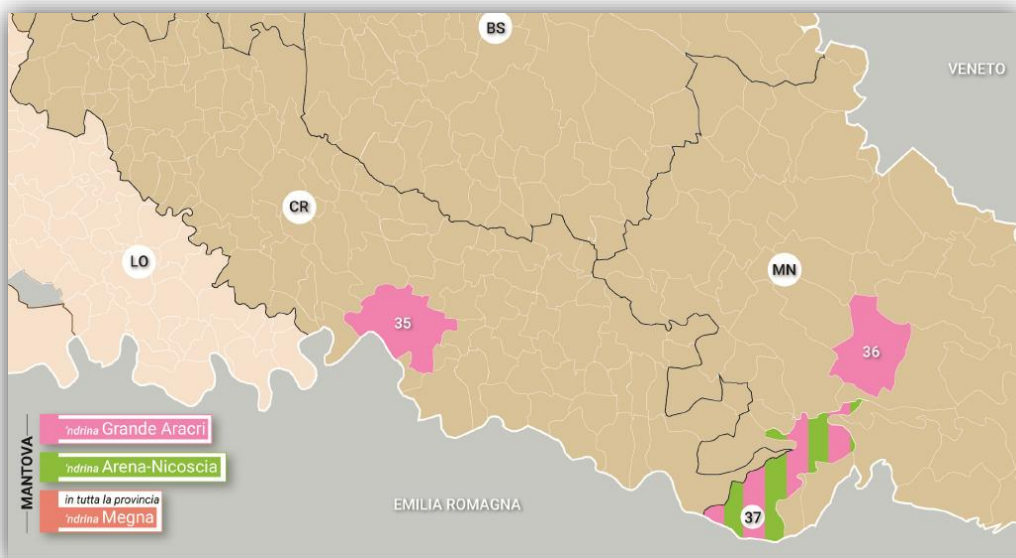 BS
VENETO
CR
LO
MN
35
36
MANTOVA
'ndrina Grande Aracri
'ndrina Arena-Nicoscia
in tutta la provincia
'ndrina Megna
EMILIA ROMAGNA
37